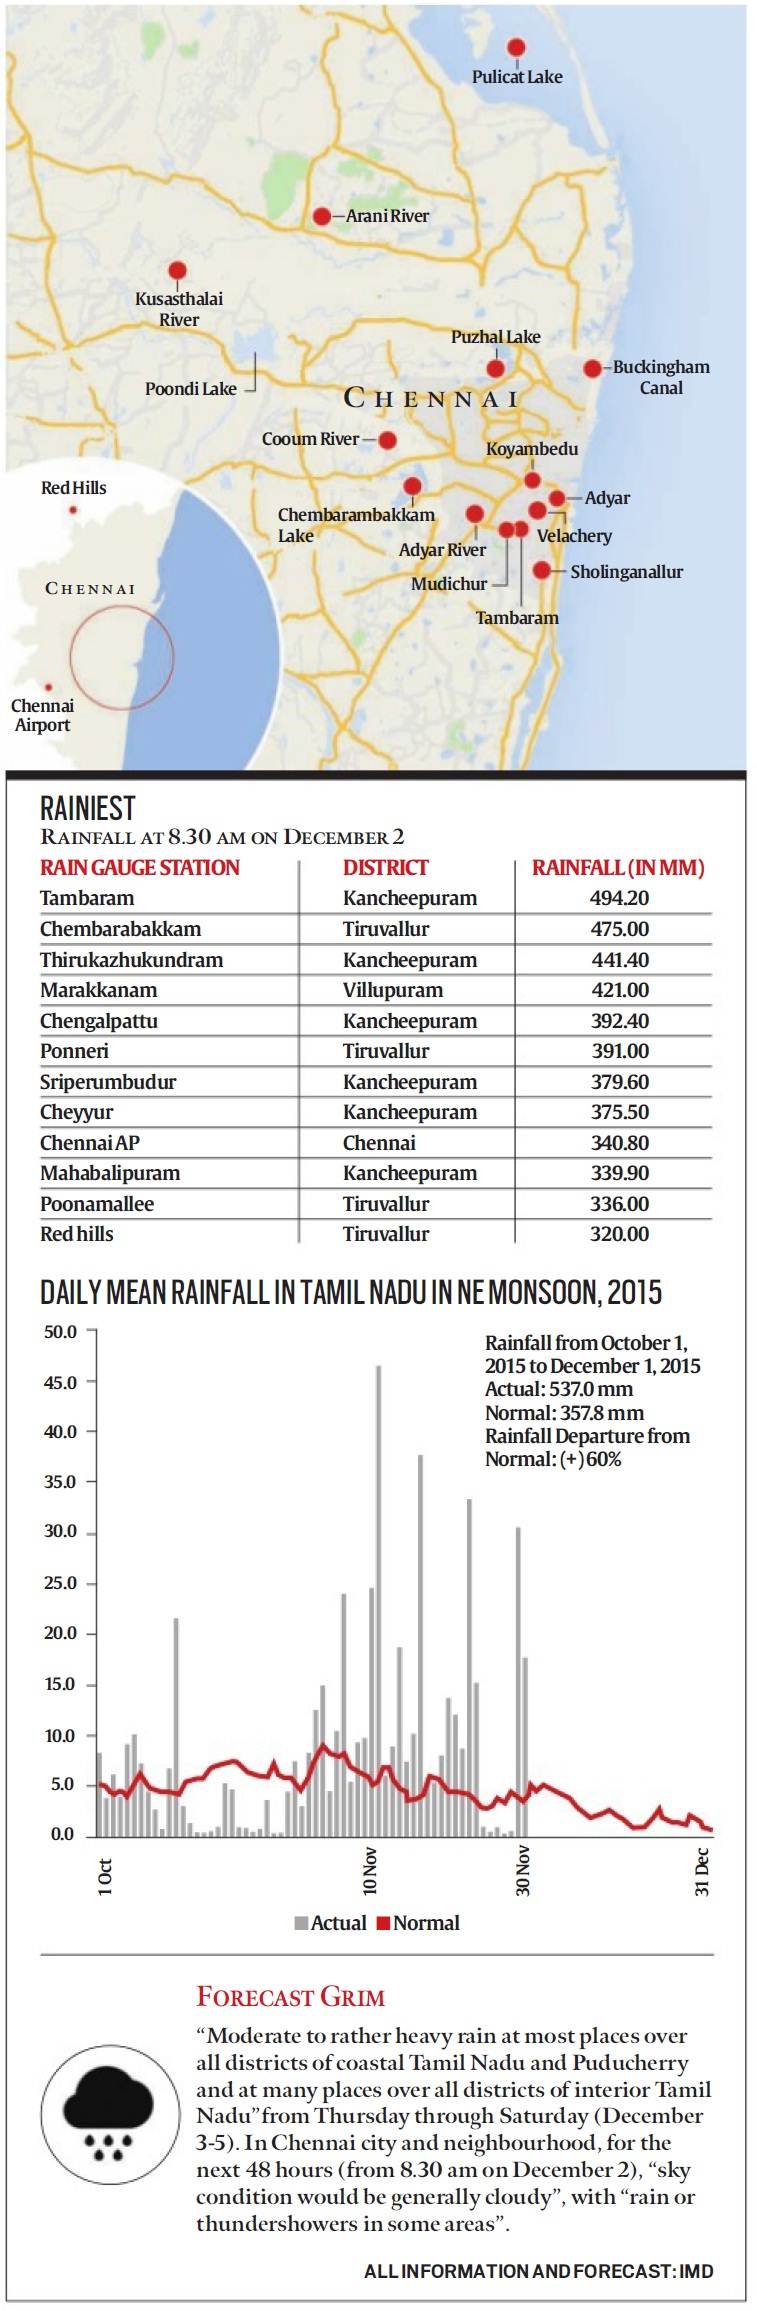 Pulicat Lake
Arani River
Kusasthalai
River
Puzhal Lake
Buckingham
Canal
Poondi Lake
CHENNAI
Cooum River
Koyambedu
Red Hills
Adyar
Chembarambakkam
Lake
Velachery
Adyar River
Sholinganallur
Mudichur
CHENNAI
Tambaram
Chennai
Airport
RAINIEST
RAINFALL AT 8.30 AM ON DECEMBER 2
RAIN GAUGE STATION DISTRICT RAINFALL (IN MM)
Tambaram Kancheepuram 494.20
Chembarabakkam Tiruvallur 475.00
Thirukazhukundram Kancheepuram 441.40
Marakkanam Villupuram 421.00
Chengalpattu Kancheepuram 392.40
Ponneri Tiruvallur 391.00
Sriperumbudur Kancheepuram 379.60
Cheyyur Kancheepuram 375.50
Chennai AP Chennai 340.80
Mahabalipuram Kancheepuram 339.90
Poonamallee Tiruvallur 336.00
Red hills Tiruvallur 320.00
DAILY MEAN RAINFALL IN TAMIL NADU IN NE MONSOON, 2015
50.0
45.0
40.0
35.0
30.0
25.0
20.0
15.0
10.0
5.0
0.0
Rainfall from October 1,
2015 to December 1, 2015
Actual: 537.0 mm
Normal: 357.8 mm
Rainfall Departure from
Normal: (+)60%
1 Oct
10 Nov
30 Nov
31 Dec
Actual Normal
FORECAST GRIM
“Moderate to rather heavy rain at most places over
all districts of coastal Tamil Nadu and Puducherry
and at many places over all districts of interior Tamil
Nadu”from Thursday through Saturday (December
3-5). In Chennai city and neighbourhood, for the
next 48 hours (from 8.30 am on December 2), “sky
condition would be generally cloudy”, with “rain or
thundershowers in some areas”.
ALL INFORMATION AND FORECAST: IMD